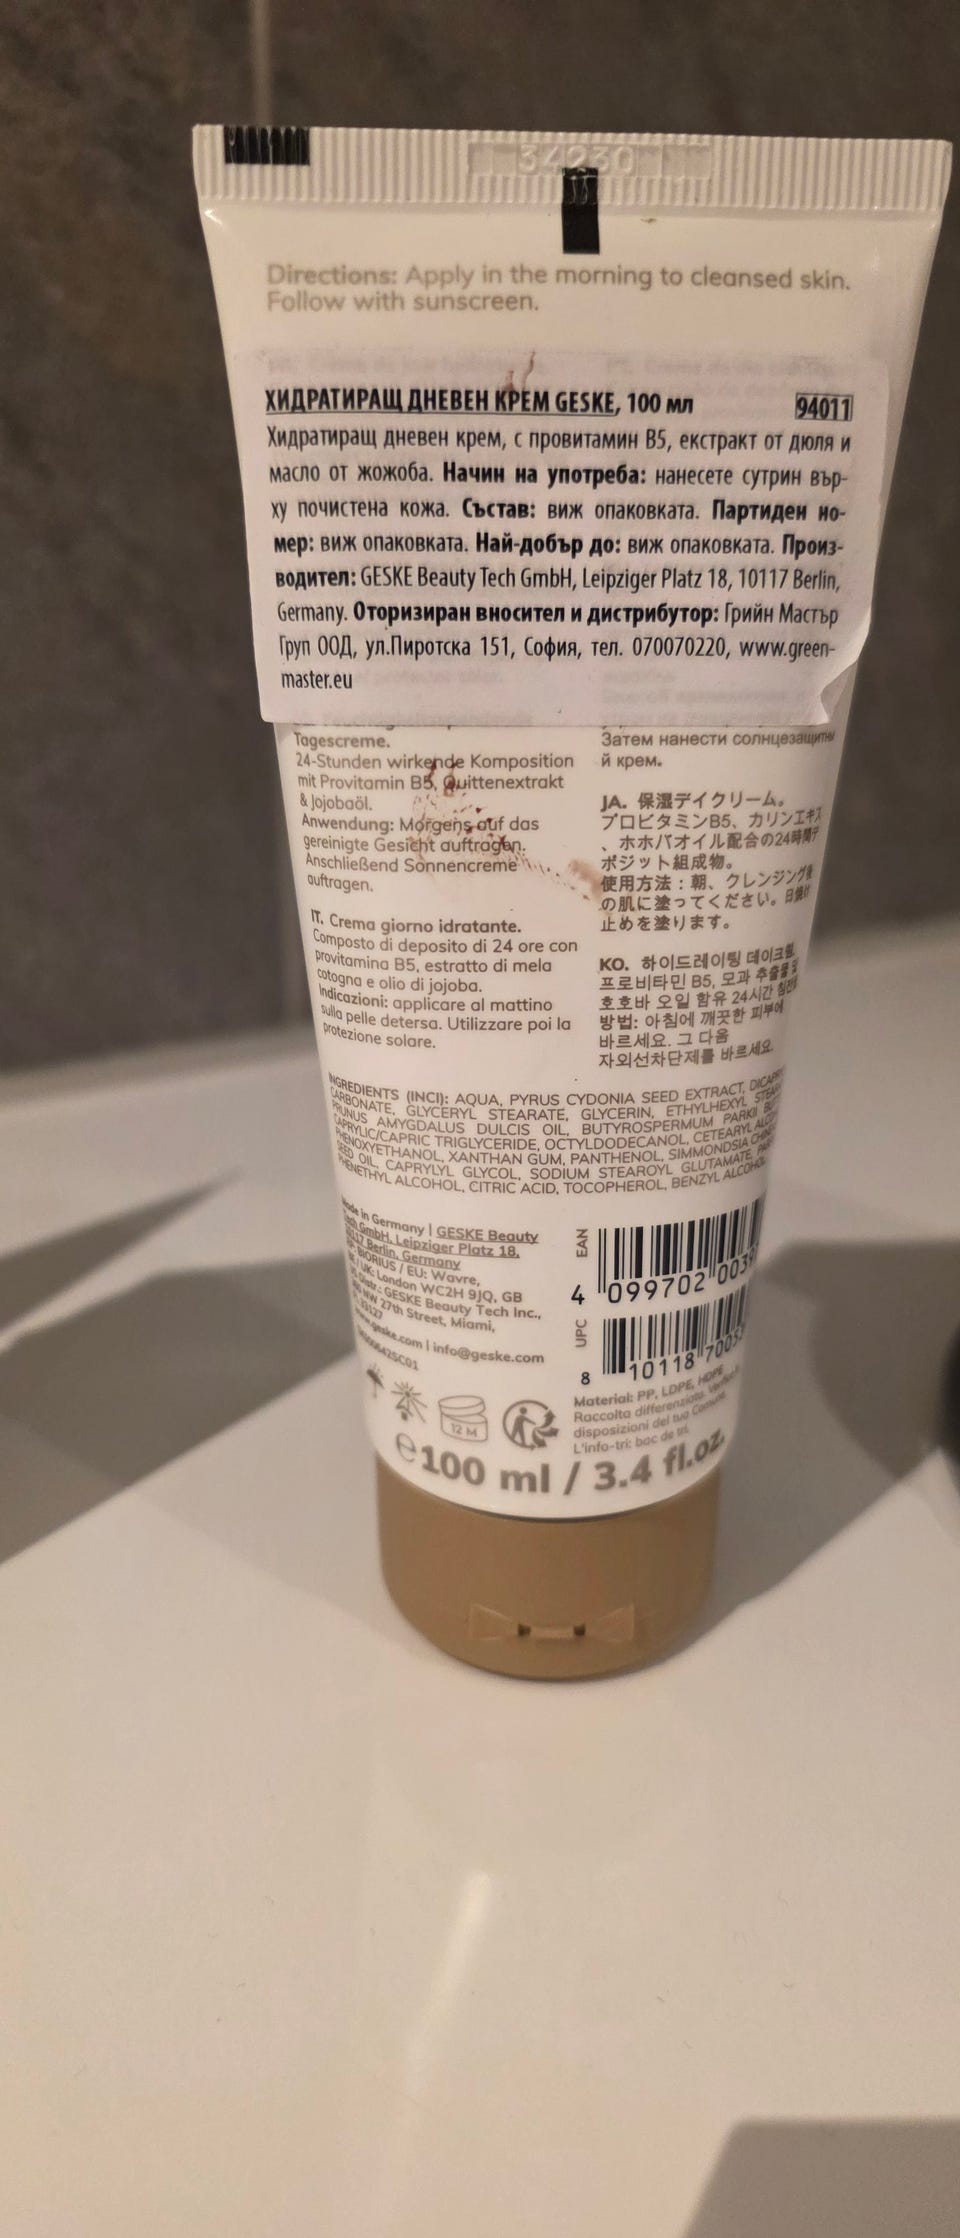 34230
Directions: Apply in the morning to cleansed skin.
Follow with sunscreen.
ХИДРАТИРАЩ ДНЕВЕН КРЕМ GESKE, 100 мл 94011
Хидратиращ дневен крем, с провитамин B5, екстракт от дюля и
масло от жожоба. Начин на употреба: нанесете сутрин вър-
ху почистена кожа. Състав: виж опаковката. Партиден но-
мер: виж опаковката. Най-добър до: виж опаковката. Произ-
водител: GESKE Beauty Tech GmbH, Leipziger Platz 18, 10117 Berlin,
Germany. Оторизиран вносител и дистрибутор: Грийн Мастър
Груп ООД, ул.Пиротска 151, София, тел. 070070220, www.green-
master.eu
Tagescreme.
24-Stunden wirkende Komposition
mit Provitamin B5, Quittenextrakt
& Jojobaöl.
Anwendung: Morgens auf das
gereinigte Gesicht auftragen.
Anschließend Sonnencreme
auftragen.
IT. Crema giorno idratante.
Composto di deposito di 24 ore con
provitamina B5, estratto di mela
cotogna e olio di jojoba.
Indicazioni: applicare al mattino
sulla pelle detersa. Utilizzare poi la
protezione solare.
Затем нанести солнцезащитны
й крем.
JA. 保湿デイクリーム。
プロビタミンB5、カリンエキス
、ホホバオイル配合の24時間デ
ポジット組成物。
使用方法：朝、クレンジング後
の肌に塗ってください。日焼け
止めを塗ります。
KO. 하이드레이팅 데이크림.
프로비타민 B5, 모과 추출물 및
호호바 오일 함유 24시간
방법: 아침에 깨끗한 피부에
바르세요. 그 다음
자외선차단제를 바르세요.
INGREDIENTS (INCI): AQUA, PYRUS CYDONIA SEED EXTRACT,
CARBONATE, GLYCERYL STEARATE, GLYCERIN, ETHYLHEXYL
PRUNUS AMYGDALUS DULCIS OIL, BUTYROSPERMUM PARKII
CAPRYLIC/CAPRIC TRIGLYCERIDE, OCTYLDODECANOL, CETEARYL
PHENOXYETHANOL, XANTHAN GUM, PANTHENOL, SIMMONDSIA
SEED OIL, CAPRYLYL GLYCOL, SODIUM STEAROYL GLUTAMATE,
PHENETHYL ALCOHOL, CITRIC ACID, TOCOPHEROL, BENZYL ALCOHOL
Made in Germany | GESKE Beauty
Tech GmbH, Leipziger Platz 18,
10117 Berlin, Germany
BIORIUS / EU: Wavre,
UK: London WC2H 9JQ, GB
Distr.: GESKE Beauty Tech Inc.,
NW 27th Street, Miami,
33127
www.geske.com | info@geske.com
EAN
4 099702 003
UPC
8 10118 7005
Material: PP, LDPE, HDPE
Raccolta differenziata.
disposizioni del tuo Comune.
L'info-tri: bac de tri.
12 M
e 100 ml / 3.4 fl.oz.